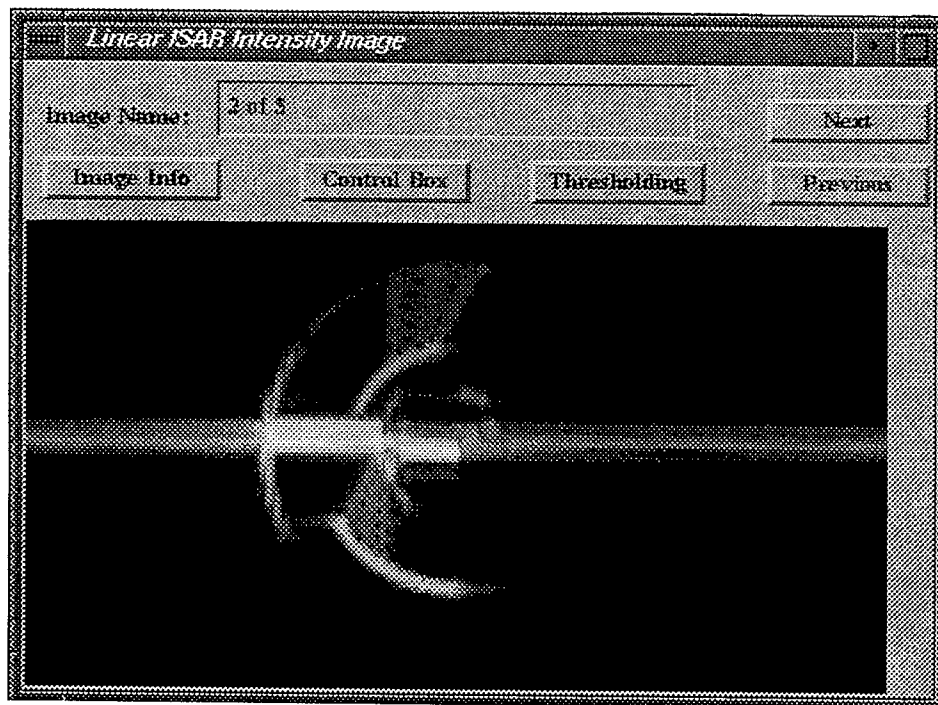 Linear ISAR Intensity Image
Image Name: 2 of 5 Next
Image Info Control Box Thresholding Previous